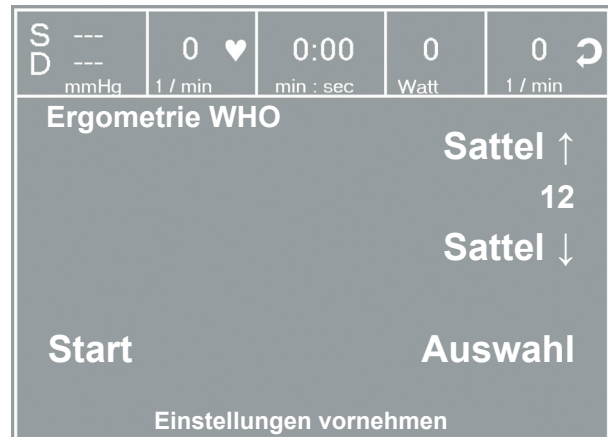 S --- 0 ♥ 0:00 0 0
D ---
mmHg 1 / min min : sec Watt 1 / min
Ergometrie WHO
Sattel ↑
12
Sattel ↓
Start Auswahl
Einstellungen vornehmen